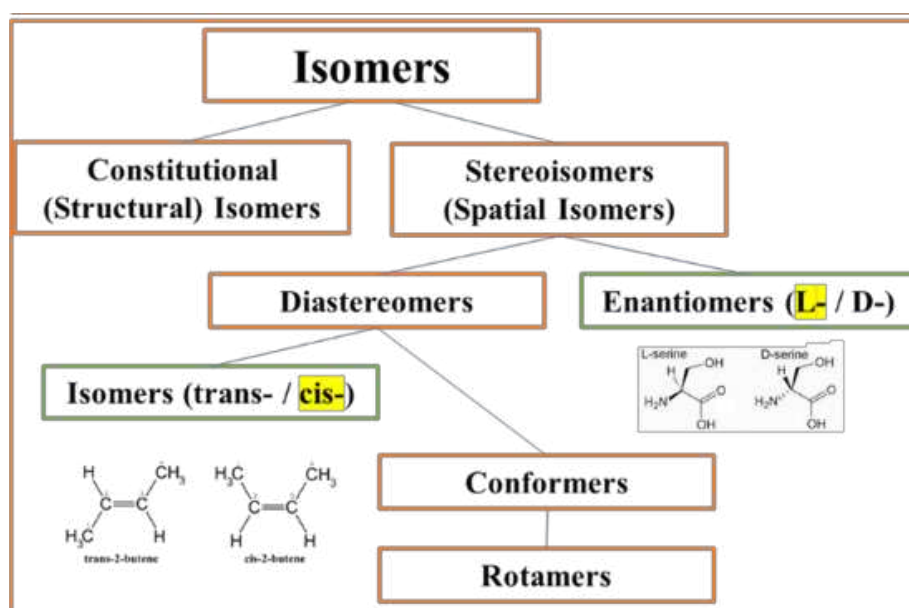 Isomers
Constitutional
(Structural) Isomers
Stereoisomers
(Spatial Isomers)
Diastereomers
Enantiomers (L- / D-)
L-serine
D-serine
H
OH
H
OH
H₂N
O
H₂N
O
OH
OH
Isomers (trans- / cis-)
H
CH₃
H₃C
CH₃
C
C
C
C
H₃C
H
H
H
trans-2-butene
cis-2-butene
Conformers
Rotamers